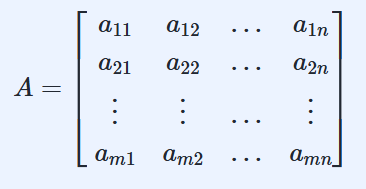 a₁₁ a₁₂ … a₁ₙ
a₂₁ a₂₂ … a₂ₙ
A = ⋮ ⋮ … ⋮
aₘ₁ aₘ₂ … aₘₙ